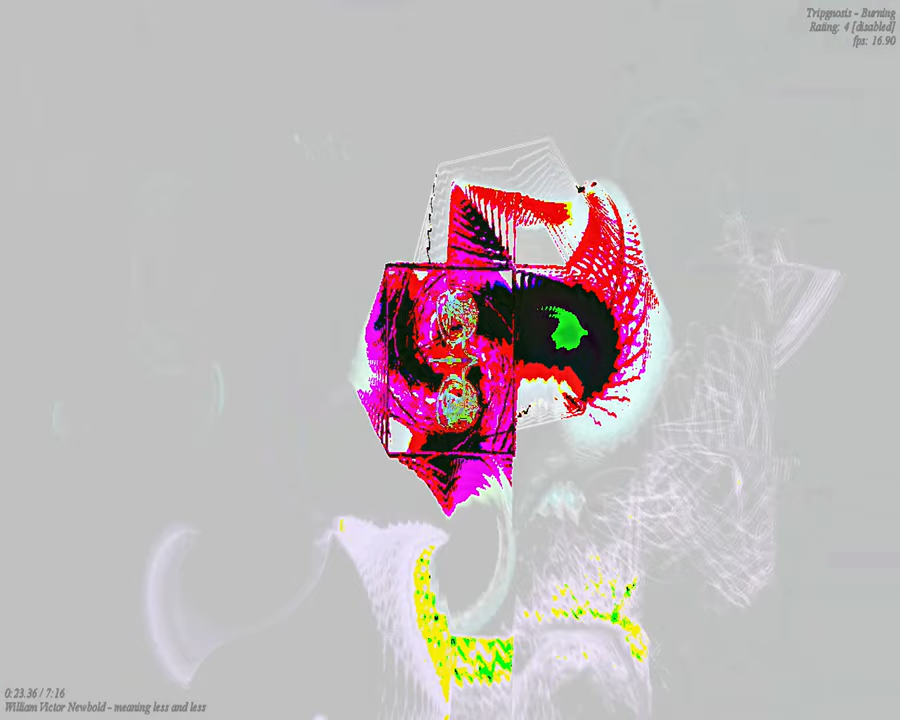 Tripgnosis - Burning
Rating: 4 [disabled]
fps: 16.90
0:23.36 / 7:16
William Victor Newbold - meaning less and less